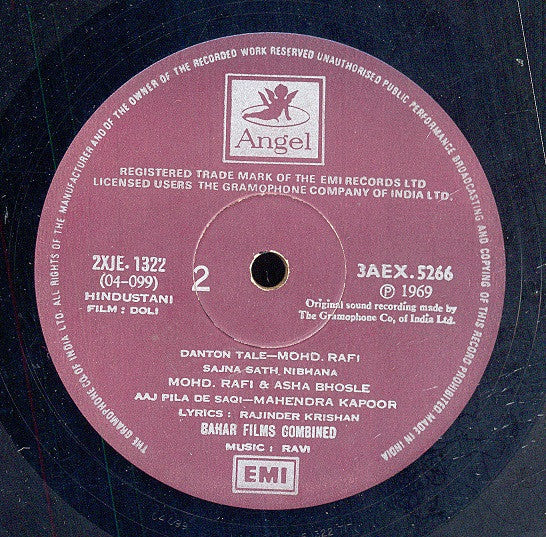 THE GRAMOPHONE CO. OF INDIA LTD. ALL RIGHTS OF THE MANUFACTURER AND OF THE OWNER OF THE RECORDED WORK RESERVED UNAUTHORISED PUBLIC PERFORMANCE BROADCASTING AND COPYING OF THIS RECORD PROHIBITED MADE IN INDIA
Angel
REGISTERED TRADE MARK OF THE EMI RECORDS LTD
LICENSED USERS THE GRAMOPHONE COMPANY OF INDIA LTD.
2XJE. 1322
(04-099)
HINDUSTANI
FILM : DOLI
2
3AEX. 5266
Ⓟ 1969
Original sound recording made by
The Gramophone Co, of India Ltd.
DANTON TALE—MOHD. RAFI
SAJNA SATH NIBHANA
MOHD. RAFI & ASHA BHOSLE
AAJ PILA DE SAQI—MAHENDRA KAPOOR
LYRICS : RAJINDER KRISHAN
BAHAR FILMS COMBINED
MUSIC : RAVI
EMI